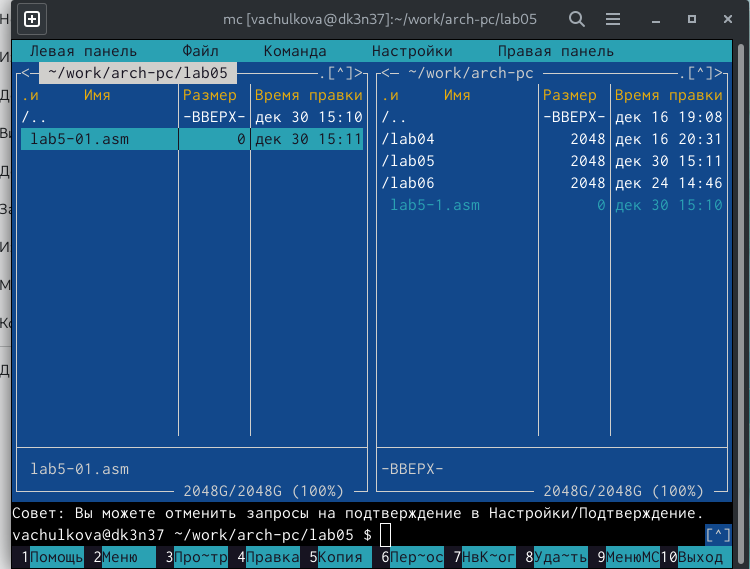 mc [vachulkova@dk3n37]:~/work/arch-pc/lab05
Левая панель Файл Команда Настройки Правая панель
<─ ~/work/arch-pc/lab05 .[^]> <─ ~/work/arch-pc .[^]>
.и Имя Размер Время правки .и Имя Размер Время правки
/.. -ВВЕРХ- дек 30 15:10 /.. -ВВЕРХ- дек 16 19:08
lab5-01.asm 0 дек 30 15:11 /lab04 2048 дек 16 20:31
/lab05 2048 дек 30 15:11
/lab06 2048 дек 24 14:46
lab5-1.asm 0 дек 30 15:10
lab5-01.asm -ВВЕРХ-
2048G/2048G (100%) 2048G/2048G (100%)
Совет: Вы можете отменить запросы на подтверждение в Настройки/Подтверждение.
vachulkova@dk3n37 ~/work/arch-pc/lab05 $ [^]
1Помощь 2Меню 3Про~тр 4Правка 5Копия 6Пер~ос 7НвК~ог 8Уда~ть 9МенюMC 10Выход